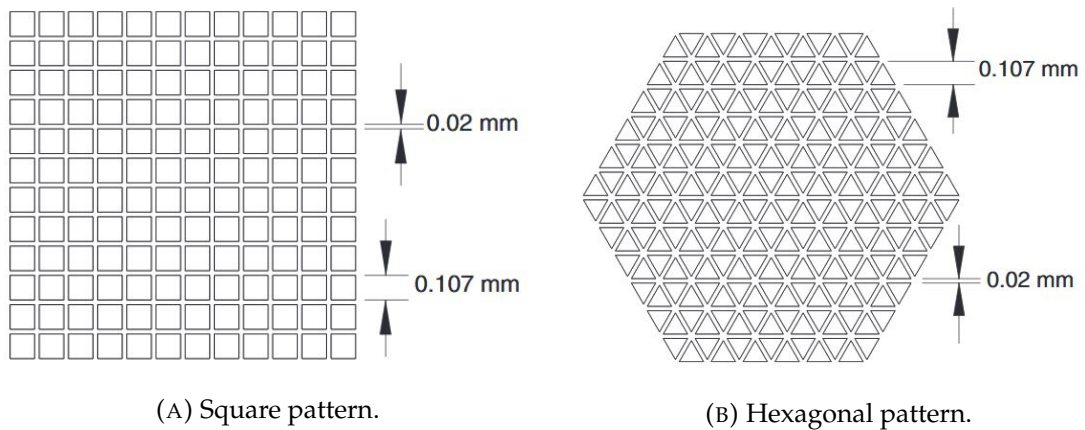 0.02 mm
0.107 mm
(A) Square pattern.
0.107 mm
0.02 mm
(B) Hexagonal pattern.